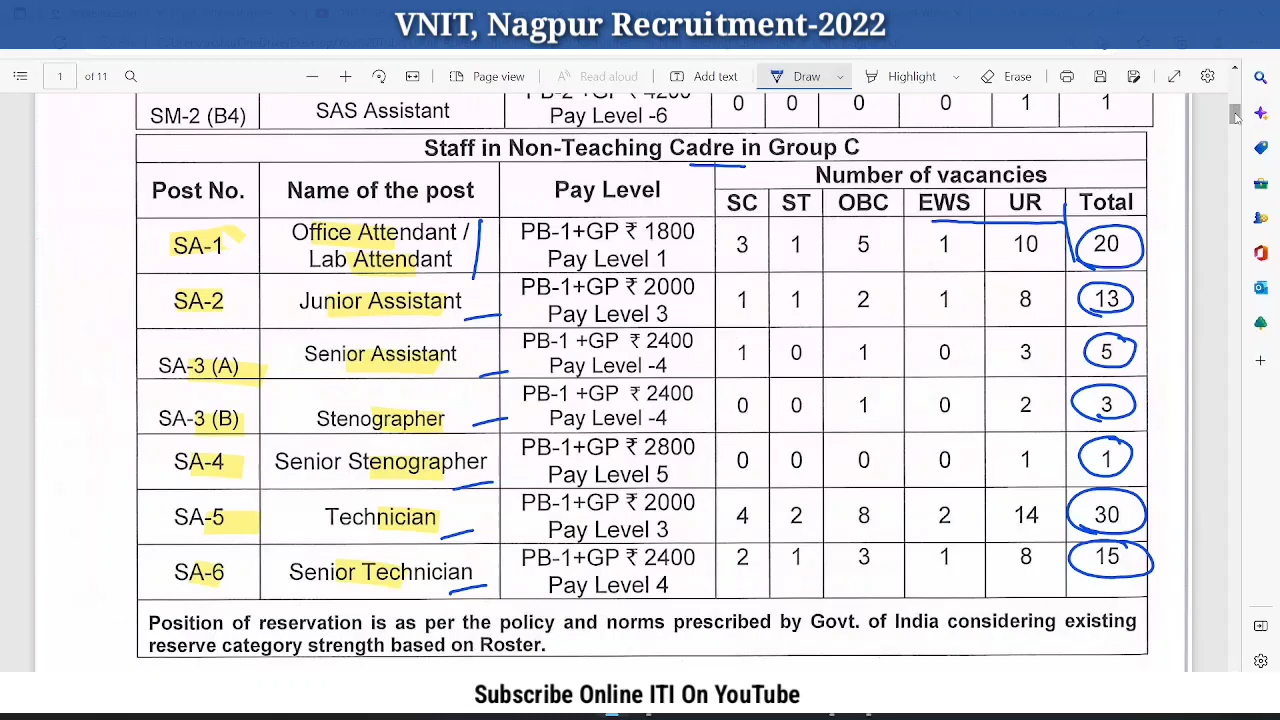 VNIT, Nagpur Recruitment-2022
1 of 11 Page view Read aloud Add text Draw Highlight Erase
SM-2 (B4) SAS Assistant PB-2 +GP ₹ 4200 0 0 0 0 1 1
Pay Level -6
Staff in Non-Teaching Cadre in Group C
Post No. Name of the post Pay Level Number of vacancies
SC ST OBC EWS UR Total
SA-1 Office Attendant / PB-1+GP ₹ 1800 3 1 5 1 10 20
Lab Attendant Pay Level 1
SA-2 Junior Assistant PB-1+GP ₹ 2000 1 1 2 1 8 13
Pay Level 3
SA-3 (A) Senior Assistant PB-1 +GP ₹ 2400 1 0 1 0 3 5
Pay Level -4
SA-3 (B) Stenographer PB-1 +GP ₹ 2400 0 0 1 0 2 3
Pay Level -4
SA-4 Senior Stenographer PB-1+GP ₹ 2800 0 0 0 0 1 1
Pay Level 5
SA-5 Technician PB-1+GP ₹ 2000 4 2 8 2 14 30
Pay Level 3
SA-6 Senior Technician PB-1+GP ₹ 2400 2 1 3 1 8 15
Pay Level 4
Position of reservation is as per the policy and norms prescribed by Govt. of India considering existing
reserve category strength based on Roster.
Subscribe Online ITI On YouTube